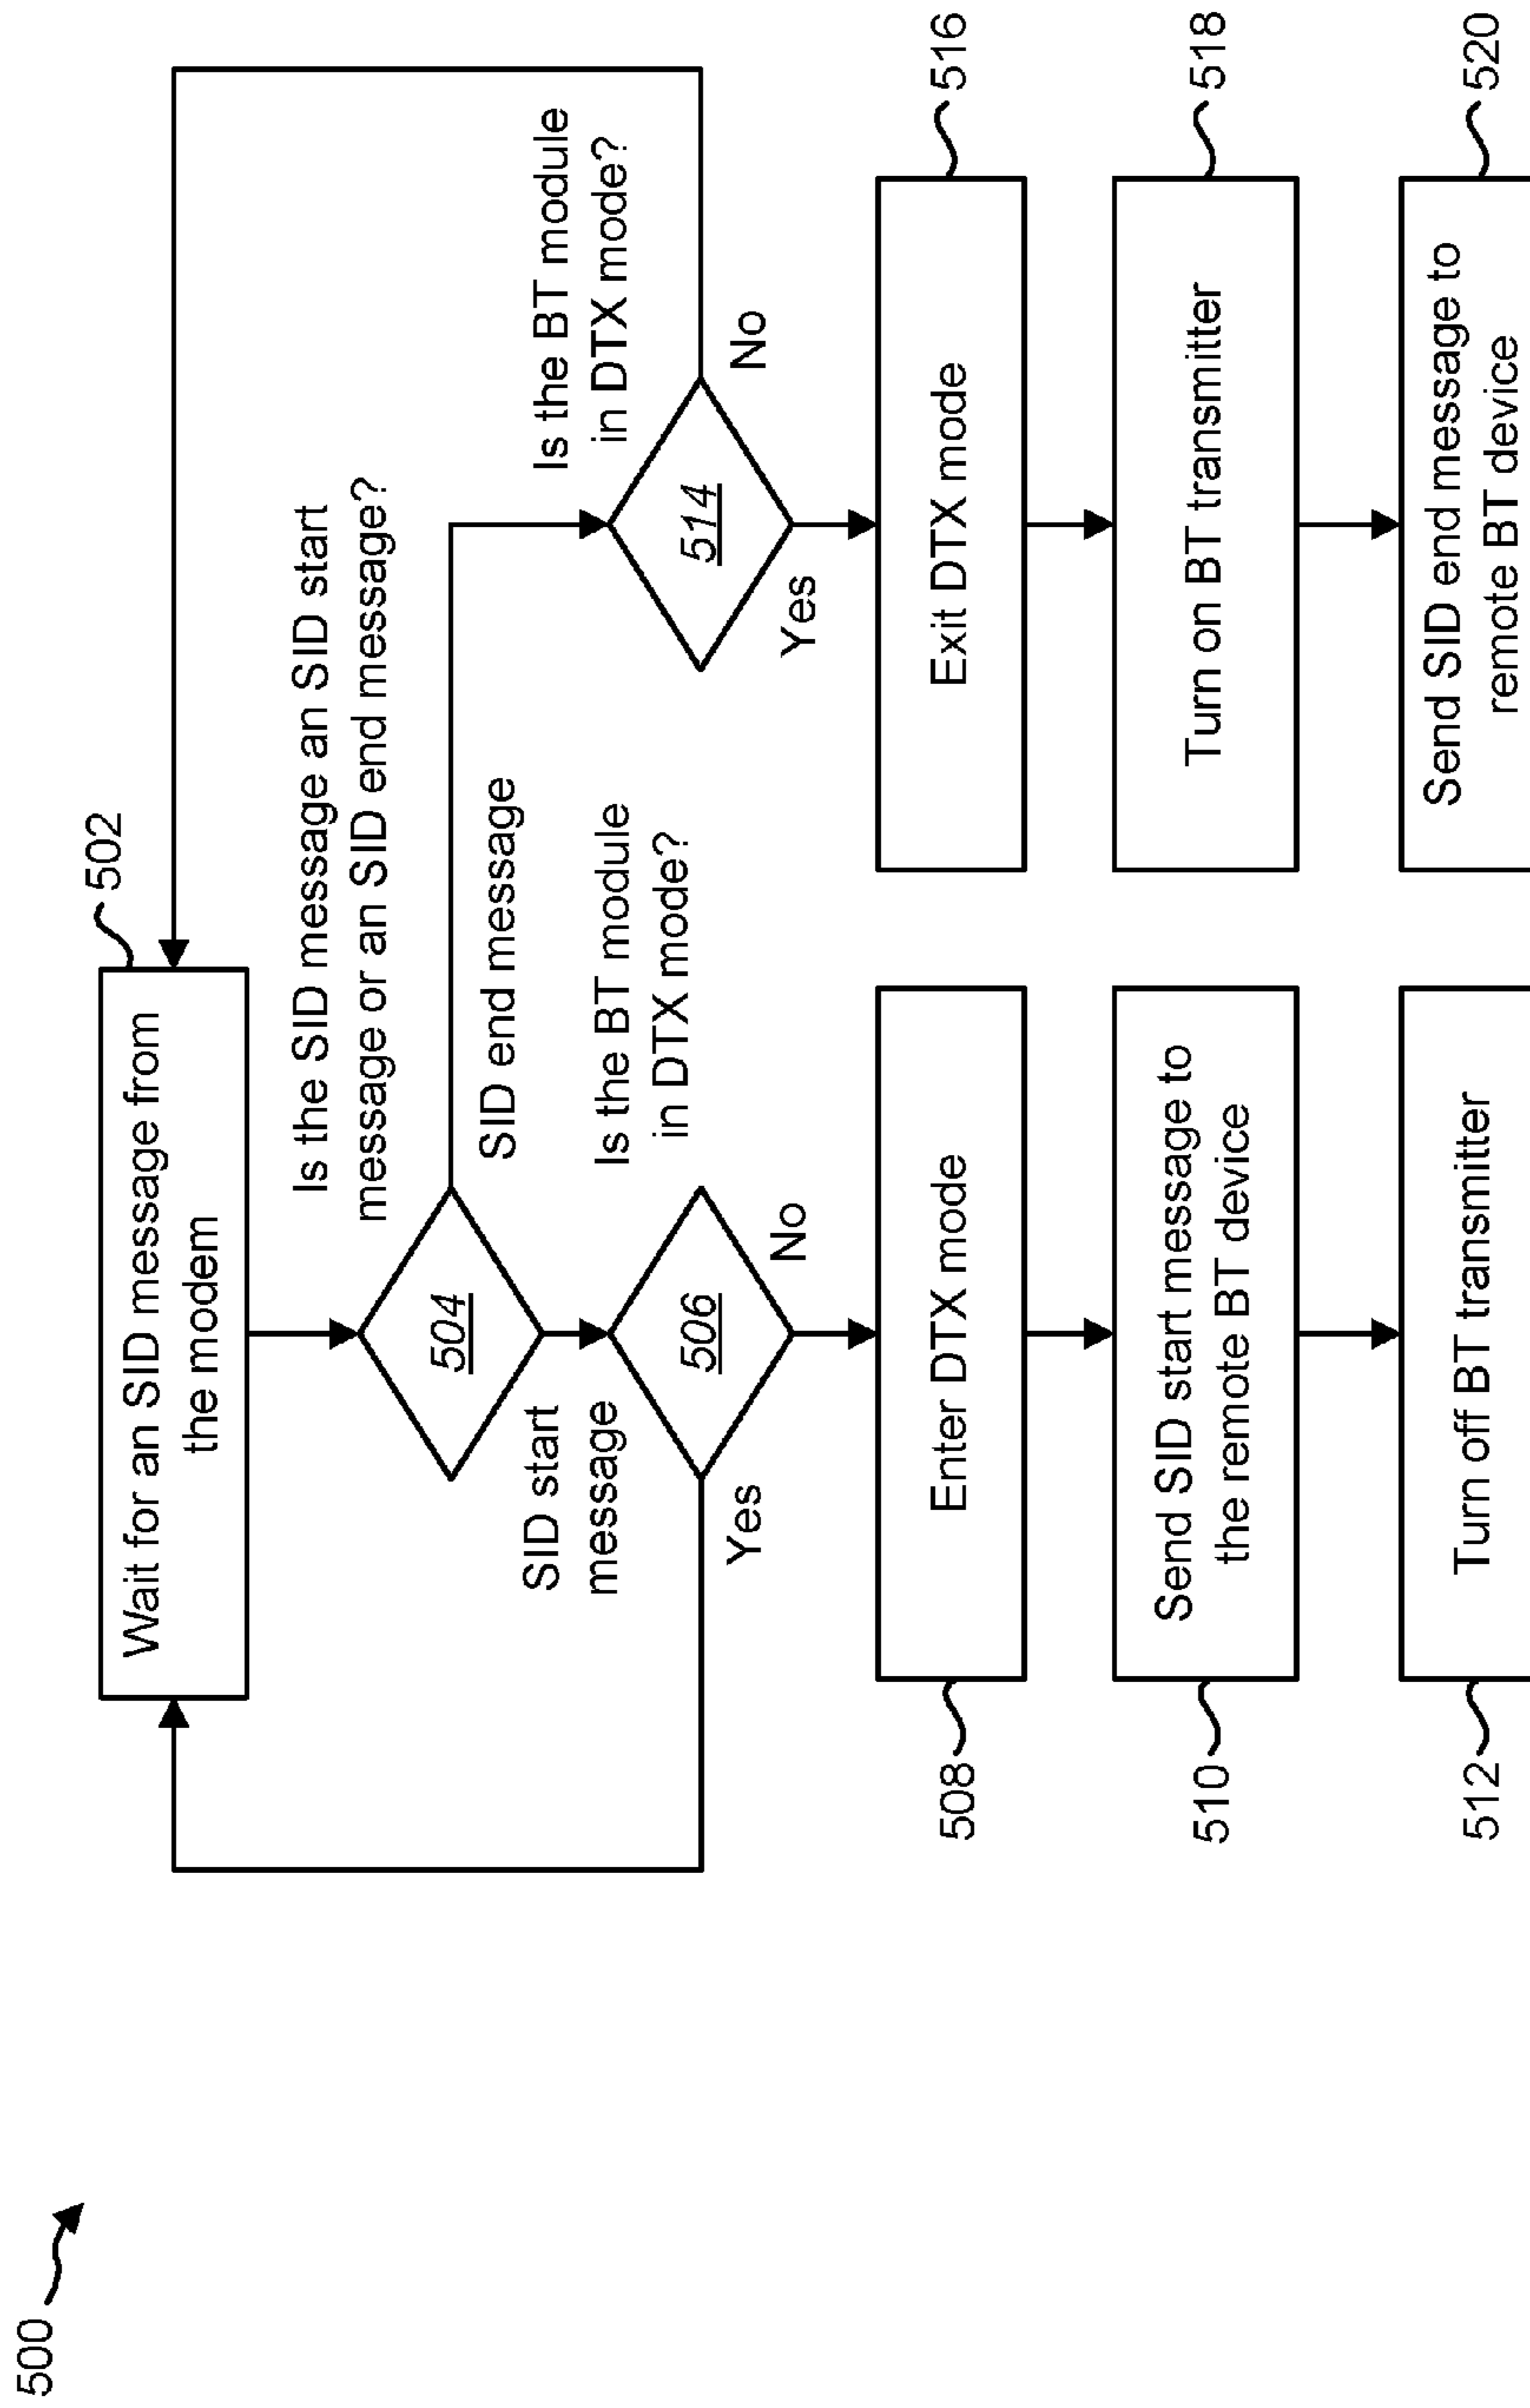 500
502
Wait for an SID message from
the modem
Is the SID message an SID start
message or an SID end message?
504
SID end message
SID start
message
Is the BT module
in DTX mode?
506
Yes
No
Is the BT module
in DTX mode?
514
Yes
No
508
Enter DTX mode
516
Exit DTX mode
510
Send SID start message to
the remote BT device
518
Turn on BT transmitter
512
Turn off BT transmitter
520
Send SID end message to
remote BT device